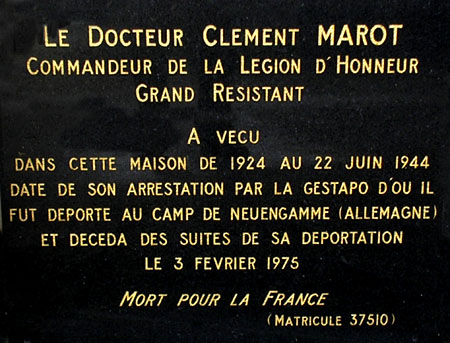 LE DOCTEUR CLEMENT MAROT
COMMANDEUR DE LA LEGION D'HONNEUR
GRAND RESISTANT
A VECU
DANS CETTE MAISON DE 1924 AU 22 JUIN 1944
DATE DE SON ARRESTATION PAR LA GESTAPO D'OU IL
FUT DEPORTE AU CAMP DE NEUENGAMME (ALLEMAGNE)
ET DECEDA DES SUITES DE SA DEPORTATION
LE 3 FEVRIER 1975
MORT POUR LA FRANCE
(MATRICULE 37510)